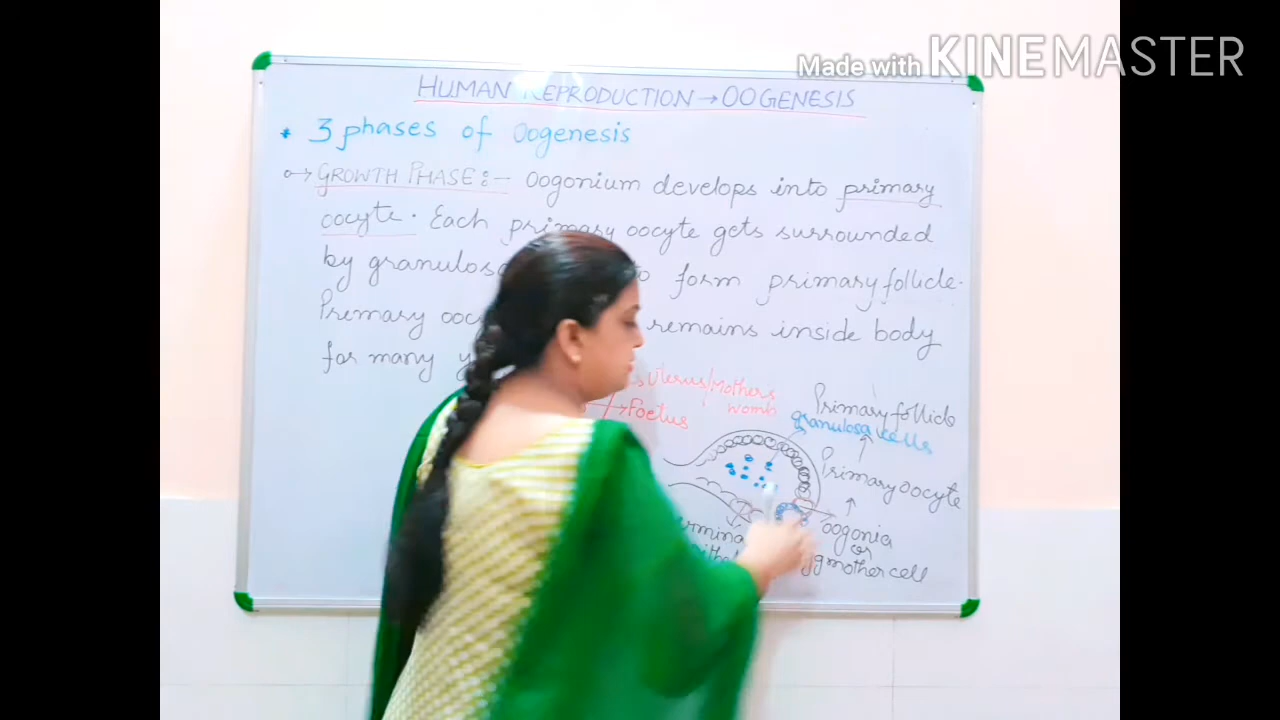 Made with KINEMASTER
HUMAN REPRODUCTION → OOGENESIS
* 3 phases of Oogenesis
→ GROWTH PHASE :- Oogonium develops into primary
oocyte. Each primary oocyte gets surrounded
by granulosa to form primary follicle.
Primary remains inside body
for many
Uterus/Mothers
womb
→ Foetus
Primary follicle
granulosa cells
Primary oocyte
oogonia
or
mother cell